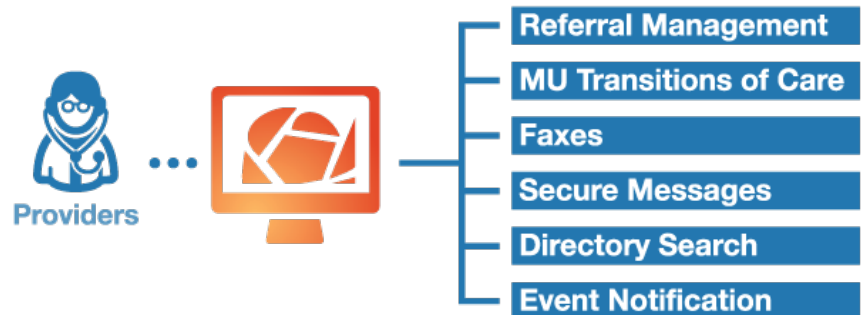 Referral Management
MU Transitions of Care
Faxes
Secure Messages
Directory Search
Event Notification
Providers